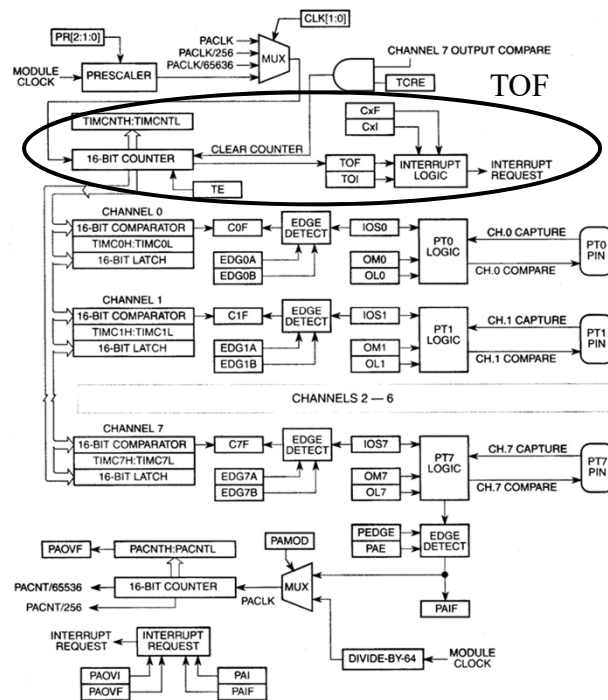 CLK[1:0]
PR[2:1:0]
PACLK
PACLK/256
PACLK/65636
MUX
MODULE CLOCK
PRESCALER
CHANNEL 7 OUTPUT COMPARE
TCRE
TOF
TIMCNTH:TIMCNTL
CxF
CxI
CLEAR COUNTER
16-BIT COUNTER
TOF
TOI
INTERRUPT LOGIC
INTERRUPT REQUEST
TE
CHANNEL 0
16-BIT COMPARATOR
TIMC0H:TIMC0L
16-BIT LATCH
C0F
EDGE DETECT
EDG0A
EDG0B
IOS0
OM0
OL0
PT0 LOGIC
CH.0 CAPTURE
CH.0 COMPARE
PT0 PIN
CHANNEL 1
16-BIT COMPARATOR
TIMC1H:TIMC1L
16-BIT LATCH
C1F
EDGE DETECT
EDG1A
EDG1B
IOS1
OM1
OL1
PT1 LOGIC
CH.1 CAPTURE
CH.1 COMPARE
PT1 PIN
CHANNELS 2 — 6
CHANNEL 7
16-BIT COMPARATOR
TIMC7H:TIMC7L
16-BIT LATCH
C7F
EDGE DETECT
EDG7A
EDG7B
IOS7
OM7
OL7
PT7 LOGIC
CH.7 CAPTURE
CH.7 COMPARE
PT7 PIN
PEDGE
PAE
EDGE DETECT
PAIF
PAOVF
PACNTH:PACNTL
PAMOD
PACNT/65536
PACNT/256
16-BIT COUNTER
PACLK
MUX
INTERRUPT REQUEST
INTERRUPT REQUEST
PAOVI
PAOVF
PAI
PAIF
DIVIDE-BY-64
MODULE CLOCK